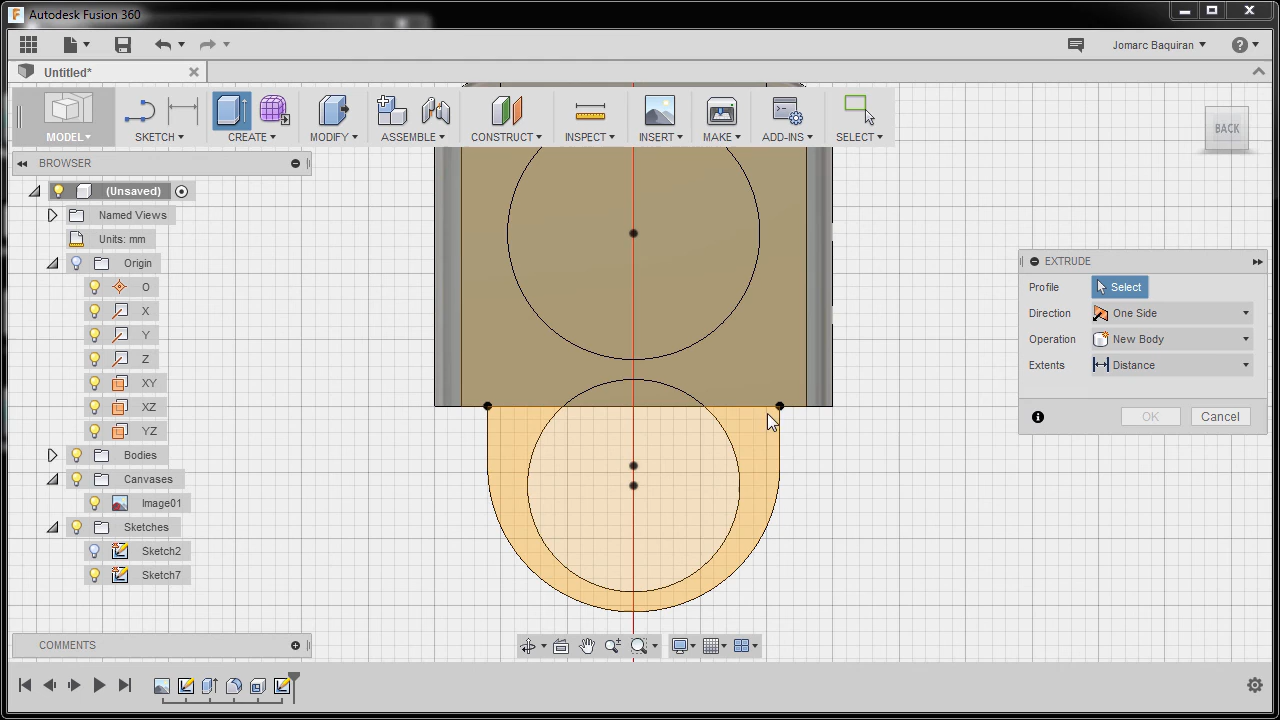 Autodesk Fusion 360
Jomarc Baquiran
Untitled*
MODEL
SKETCH
CREATE
MODIFY
ASSEMBLE
CONSTRUCT
INSPECT
INSERT
MAKE
ADD-INS
SELECT
BACK
BROWSER
(Unsaved)
Named Views
Units: mm
Origin
O
X
Y
Z
XY
XZ
YZ
Bodies
Canvases
Image01
Sketches
Sketch2
Sketch7
EXTRUDE
Profile Select
Direction One Side
Operation New Body
Extents Distance
OK Cancel
COMMENTS